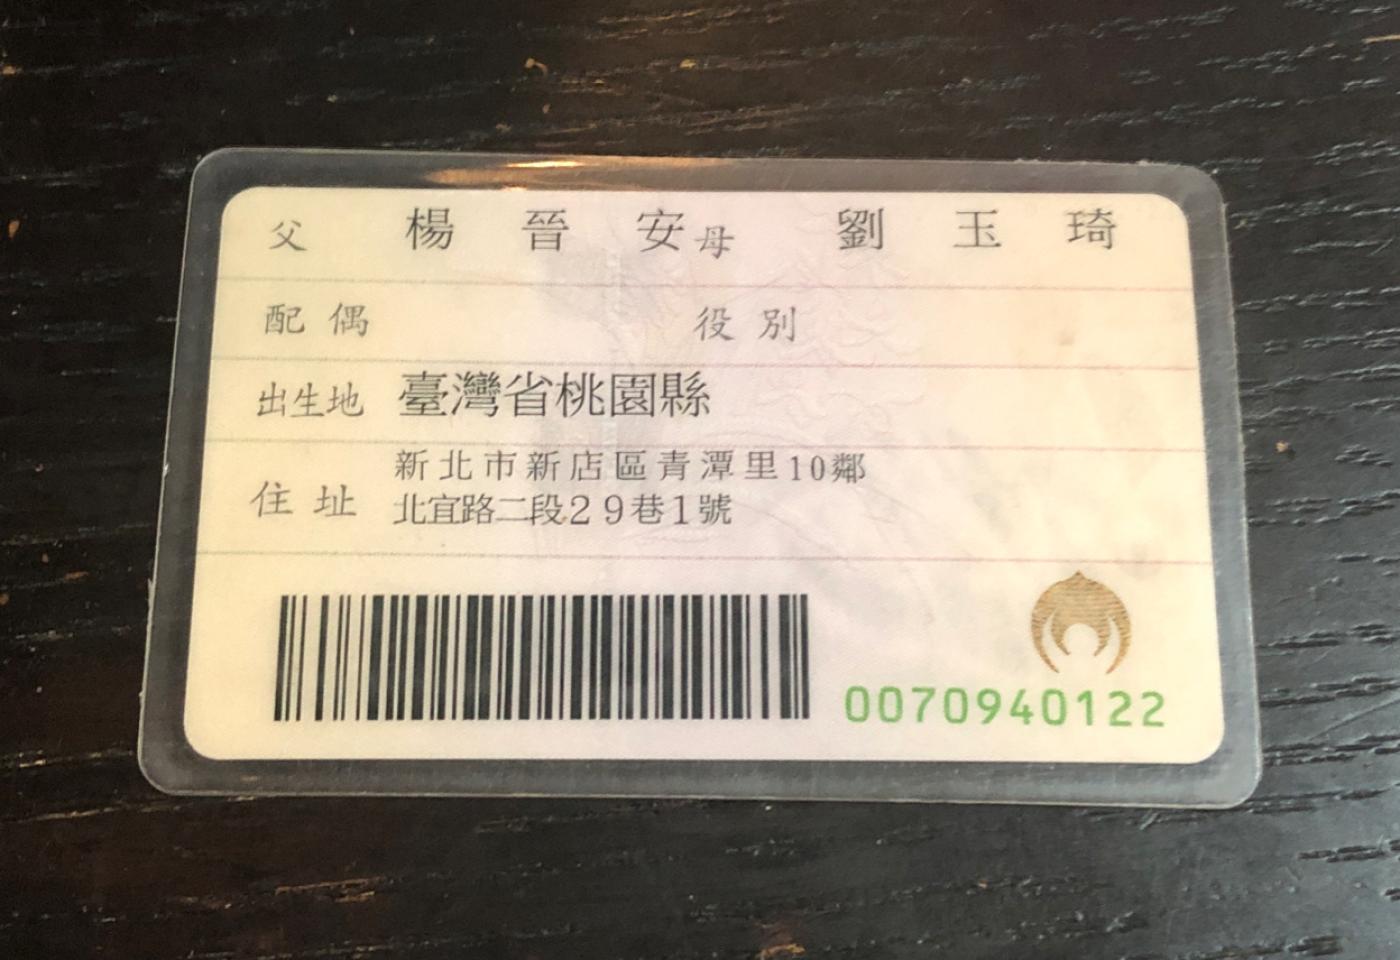 父 楊晉安 母 劉玉琦
配偶 役別
出生地 臺灣省桃園縣
新北市新店區青潭里10鄰
住址
北宜路二段29巷1號
0070940122